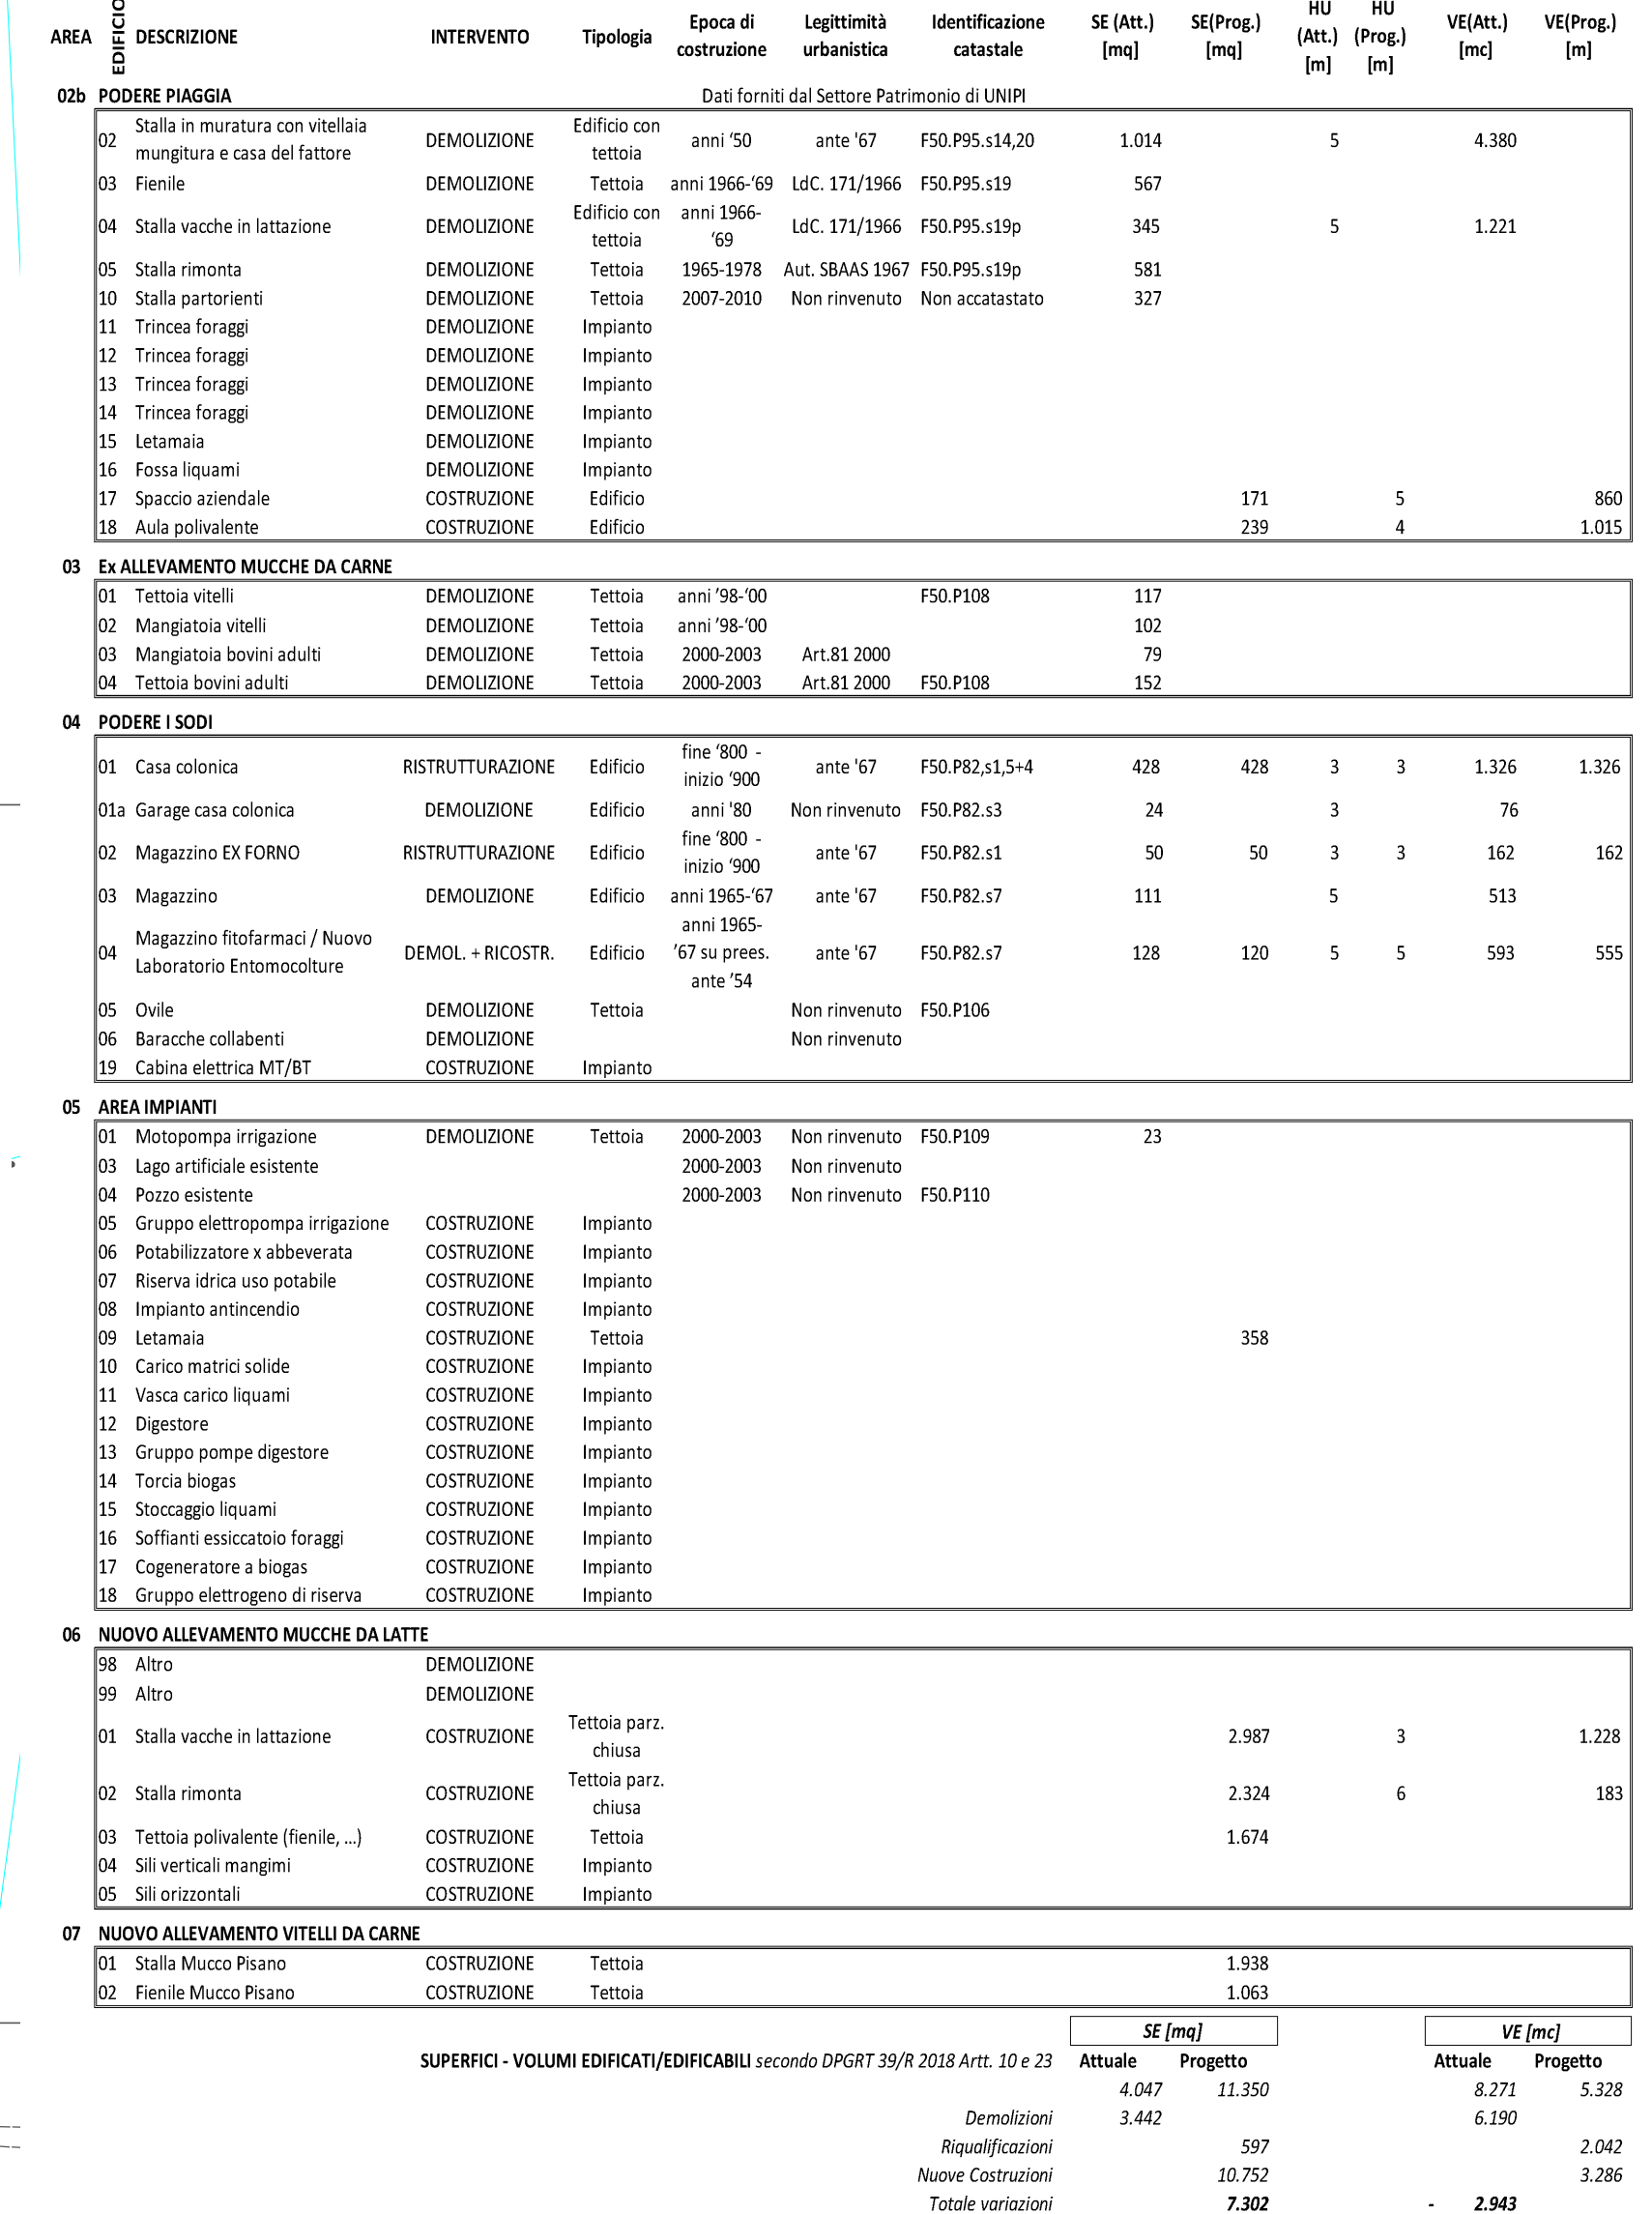 AREA EDIFICIO DESCRIZIONE INTERVENTO Tipologia Epoca di costruzione Legittimità urbanistica Identificazione catastale SE (Att.) [mq] SE(Prog.) [mq] HU (Att.) [m] HU (Prog.) [m] VE(Att.) [mc] VE(Prog.) [m]
02b PODERE PIAGGIA Dati forniti dal Settore Patrimonio di UNIPI
02 Stalla in muratura con vitellaia mungitura e casa del fattore DEMOLIZIONE Edificio con tettoia anni ‘50 ante '67 F50.P95.s14,20 1.014 5 4.380
03 Fienile DEMOLIZIONE Tettoia anni 1966-‘69 LdC. 171/1966 F50.P95.s19 567
04 Stalla vacche in lattazione DEMOLIZIONE Edificio con tettoia anni 1966-‘69 LdC. 171/1966 F50.P95.s19p 345 5 1.221
05 Stalla rimonta DEMOLIZIONE Tettoia 1965-1978 Aut. SBAAS 1967 F50.P95.s19p 581
10 Stalla partorienti DEMOLIZIONE Tettoia 2007-2010 Non rinvenuto Non accatastato 327
11 Trincea foraggi DEMOLIZIONE Impianto
12 Trincea foraggi DEMOLIZIONE Impianto
13 Trincea foraggi DEMOLIZIONE Impianto
14 Trincea foraggi DEMOLIZIONE Impianto
15 Letamaia DEMOLIZIONE Impianto
16 Fossa liquami DEMOLIZIONE Impianto
17 Spaccio aziendale COSTRUZIONE Edificio 171 5 860
18 Aula polivalente COSTRUZIONE Edificio 239 4 1.015
03 Ex ALLEVAMENTO MUCCHE DA CARNE
01 Tettoia vitelli DEMOLIZIONE Tettoia anni ’98-‘00 F50.P108 117
02 Mangiatoia vitelli DEMOLIZIONE Tettoia anni ’98-‘00 102
03 Mangiatoia bovini adulti DEMOLIZIONE Tettoia 2000-2003 Art.81 2000 79
04 Tettoia bovini adulti DEMOLIZIONE Tettoia 2000-2003 Art.81 2000 F50.P108 152
04 PODERE I SODI
01 Casa colonica RISTRUTTURAZIONE Edificio fine ‘800 - inizio ‘900 ante '67 F50.P82,s1,5+4 428 428 3 3 1.326 1.326
01a Garage casa colonica DEMOLIZIONE Edificio anni '80 Non rinvenuto F50.P82.s3 24 3 76
02 Magazzino EX FORNO RISTRUTTURAZIONE Edificio fine ‘800 - inizio ‘900 ante '67 F50.P82.s1 50 50 3 3 162 162
03 Magazzino DEMOLIZIONE Edificio anni 1965-‘67 ante '67 F50.P82.s7 111 5 513
04 Magazzino fitofarmaci / Nuovo Laboratorio Entomocolture DEMOL. + RICOSTR. Edificio anni 1965-’67 su prees. ante ’54 ante '67 F50.P82.s7 128 120 5 5 593 555
05 Ovile DEMOLIZIONE Tettoia Non rinvenuto F50.P106
06 Baracche collabenti DEMOLIZIONE Non rinvenuto
19 Cabina elettrica MT/BT COSTRUZIONE Impianto
05 AREA IMPIANTI
01 Motopompa irrigazione DEMOLIZIONE Tettoia 2000-2003 Non rinvenuto F50.P109 23
03 Lago artificiale esistente 2000-2003 Non rinvenuto
04 Pozzo esistente 2000-2003 Non rinvenuto F50.P110
05 Gruppo elettropompa irrigazione COSTRUZIONE Impianto
06 Potabilizzatore x abbeverata COSTRUZIONE Impianto
07 Riserva idrica uso potabile COSTRUZIONE Impianto
08 Impianto antincendio COSTRUZIONE Impianto
09 Letamaia COSTRUZIONE Tettoia 358
10 Carico matrici solide COSTRUZIONE Impianto
11 Vasca carico liquami COSTRUZIONE Impianto
12 Digestore COSTRUZIONE Impianto
13 Gruppo pompe digestore COSTRUZIONE Impianto
14 Torcia biogas COSTRUZIONE Impianto
15 Stoccaggio liquami COSTRUZIONE Impianto
16 Soffianti essiccatoio foraggi COSTRUZIONE Impianto
17 Cogeneratore a biogas COSTRUZIONE Impianto
18 Gruppo elettrogeno di riserva COSTRUZIONE Impianto
06 NUOVO ALLEVAMENTO MUCCHE DA LATTE
98 Altro DEMOLIZIONE
99 Altro DEMOLIZIONE
01 Stalla vacche in lattazione COSTRUZIONE Tettoia parz. chiusa 2.987 3 1.228
02 Stalla rimonta COSTRUZIONE Tettoia parz. chiusa 2.324 6 183
03 Tettoia polivalente (fienile, ...) COSTRUZIONE Tettoia 1.674
04 Sili verticali mangimi COSTRUZIONE Impianto
05 Sili orizzontali COSTRUZIONE Impianto
07 NUOVO ALLEVAMENTO VITELLI DA CARNE
01 Stalla Mucco Pisano COSTRUZIONE Tettoia 1.938
02 Fienile Mucco Pisano COSTRUZIONE Tettoia 1.063
SE [mq] VE [mc]
SUPERFICI - VOLUMI EDIFICATI/EDIFICABILI secondo DPGRT 39/R 2018 Artt. 10 e 23 Attuale Progetto Attuale Progetto
4.047 11.350 8.271 5.328
Demolizioni 3.442 6.190
Riqualificazioni 597 2.042
Nuove Costruzioni 10.752 3.286
Totale variazioni 7.302 - 2.943